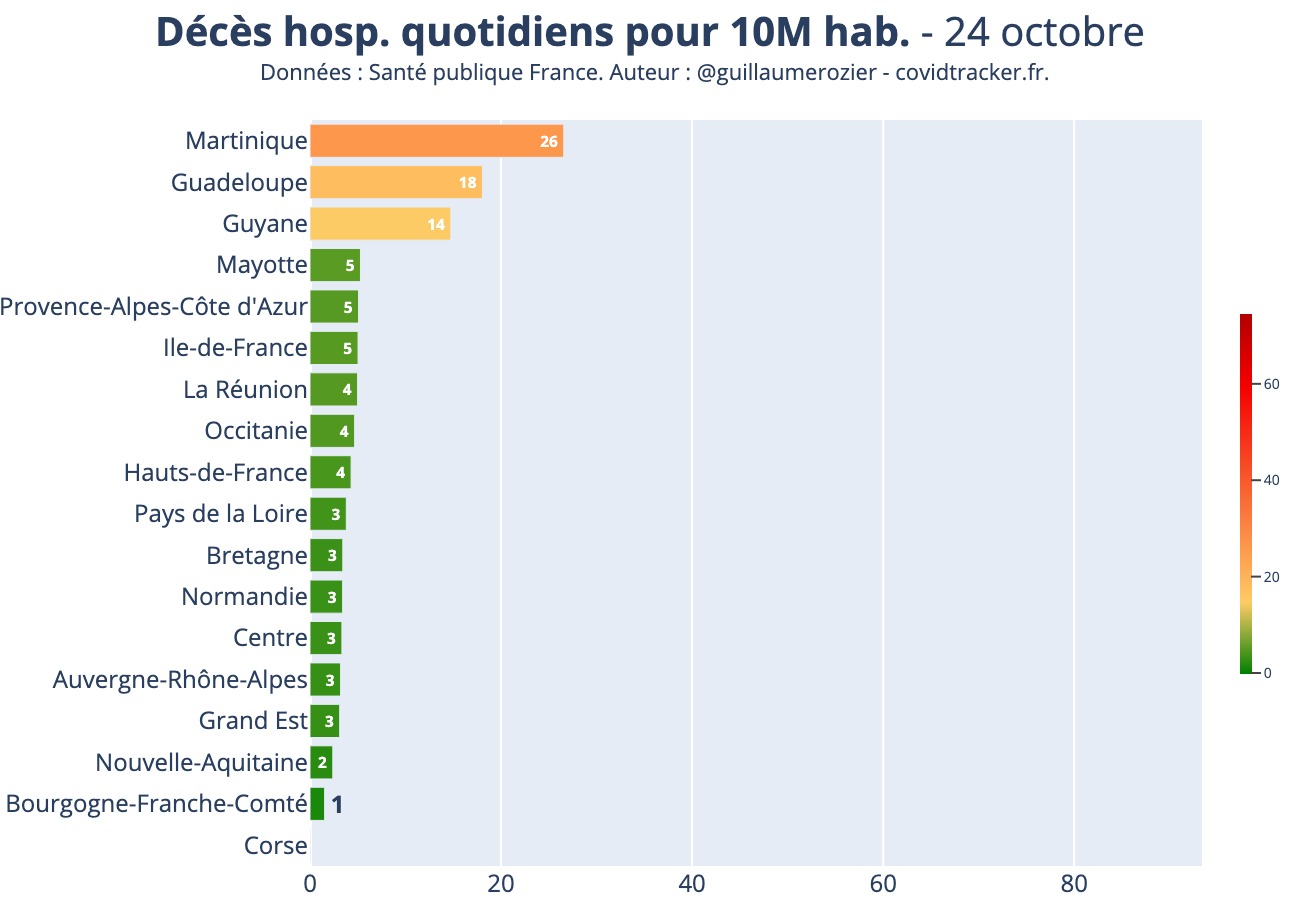 Décès hosp. quotidiens pour 10M hab. - 24 octobre
Données : Santé publique France. Auteur : @guillaumerozier - covidtracker.fr.
Martinique 26
Guadeloupe 18
Guyane 14
Mayotte 5
Provence-Alpes-Côte d'Azur 5
Ile-de-France 5
La Réunion 4
Occitanie 4
Hauts-de-France 4
Pays de la Loire 3
Bretagne 3
Normandie 3
Centre 3
Auvergne-Rhône-Alpes 3
Grand Est 3
Nouvelle-Aquitaine 2
Bourgogne-Franche-Comté 1
Corse
0 20 40 60 80
60
40
20
0